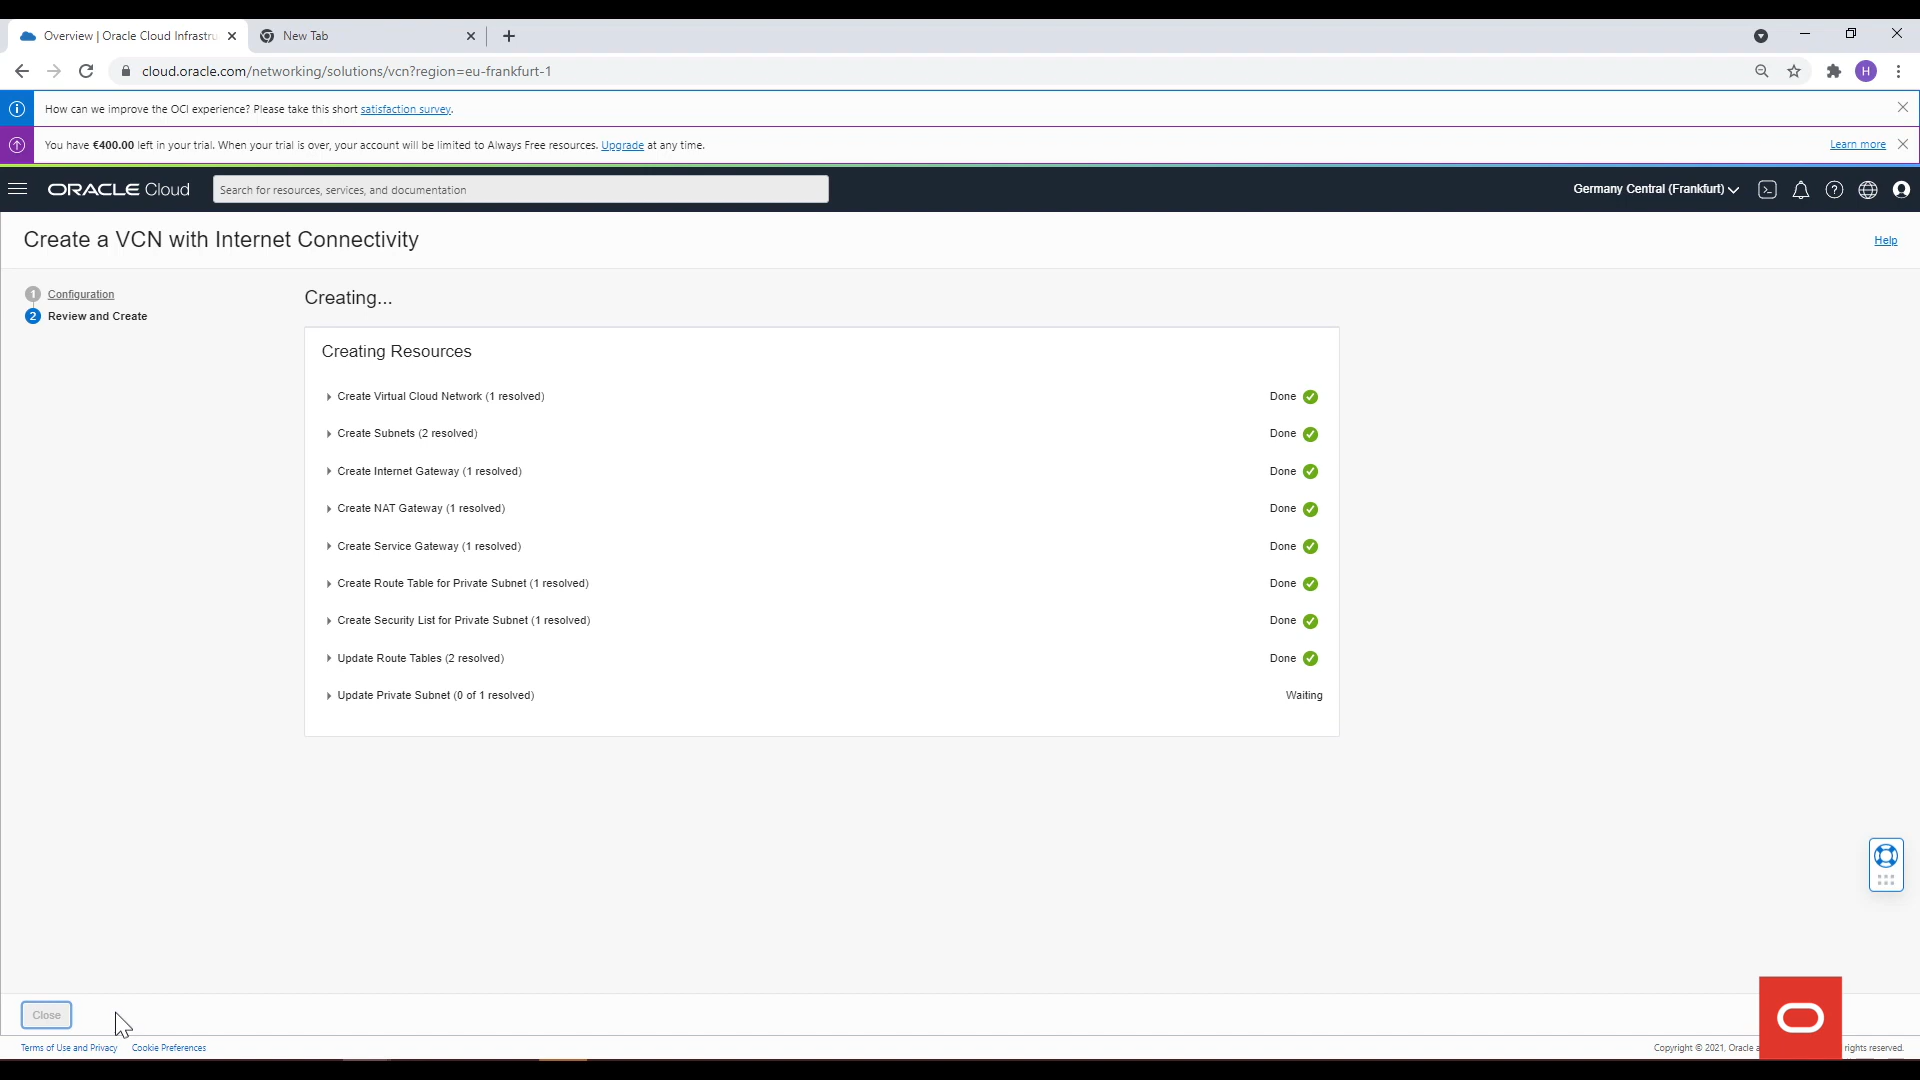 Overview | Oracle Cloud Infrastru
New Tab
cloud.oracle.com/networking/solutions/vcn?region=eu-frankfurt-1
H
How can we improve the OCI experience? Please take this short satisfaction survey.
You have €400.00 left in your trial. When your trial is over, your account will be limited to Always Free resources. Upgrade at any time.
Learn more
ORACLE Cloud
Search for resources, services, and documentation
Germany Central (Frankfurt)
Create a VCN with Internet Connectivity
Help
1 Configuration
2 Review and Create
Creating...
Creating Resources
Create Virtual Cloud Network (1 resolved) Done
Create Subnets (2 resolved) Done
Create Internet Gateway (1 resolved) Done
Create NAT Gateway (1 resolved) Done
Create Service Gateway (1 resolved) Done
Create Route Table for Private Subnet (1 resolved) Done
Create Security List for Private Subnet (1 resolved) Done
Update Route Tables (2 resolved) Done
Update Private Subnet (0 of 1 resolved) Waiting
Close
Terms of Use and Privacy Cookie Preferences
Copyright © 2021, Oracle a rights reserved.